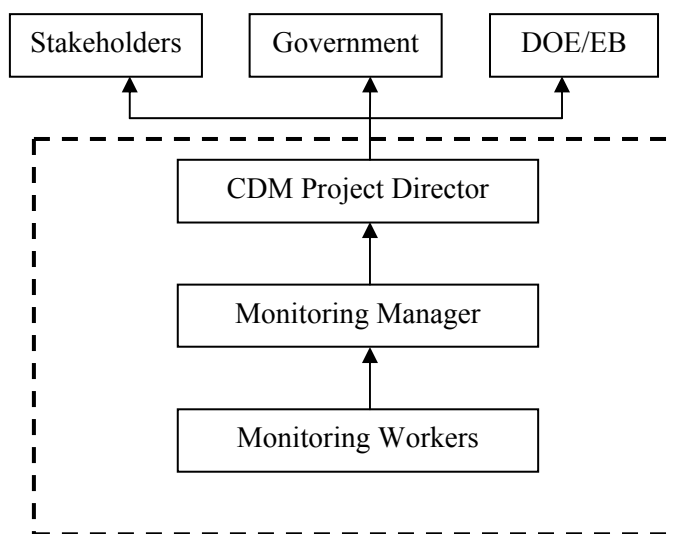 Stakeholders
Government
DOE/EB
CDM Project Director
Monitoring Manager
Monitoring Workers